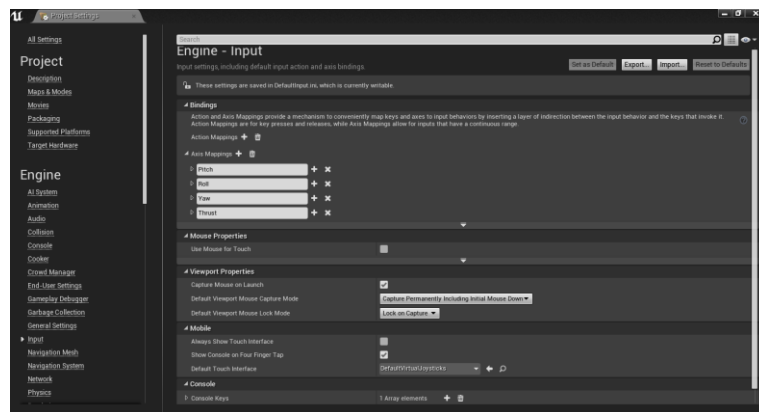 Project Settings
All Settings
Project
Description
Maps & Modes
Movies
Packaging
Supported Platforms
Target Hardware
Engine
AI System
Animation
Audio
Collision
Console
Cooker
Crowd Manager
End-User Settings
Gameplay Debugger
Garbage Collection
General Settings
Input
Navigation Mesh
Navigation System
Network
Physics
Search
Engine - Input
Input settings, including default input action and axis bindings.
Set as Default Export... Import... Reset to Defaults
These settings are saved in DefaultInput.ini, which is currently writable.
Bindings
Action and Axis Mappings provide a mechanism to conveniently map keys and axes to input behaviors by inserting a layer of indirection between the input behavior and the keys that invoke it.
Action Mappings are for key presses and releases, while Axis Mappings allow for inputs that have a continuous range.
Action Mappings
Axis Mappings
Pitch
Roll
Yaw
Thrust
Mouse Properties
Use Mouse for Touch
Viewport Properties
Capture Mouse on Launch
Default Viewport Mouse Capture Mode Capture Permanently Including Initial Mouse Down
Default Viewport Mouse Lock Mode Lock on Capture
Mobile
Always Show Touch Interface
Show Console on Four Finger Tap
Default Touch Interface DefaultVirtualJoysticks
Console
Console Keys 1 Array elements